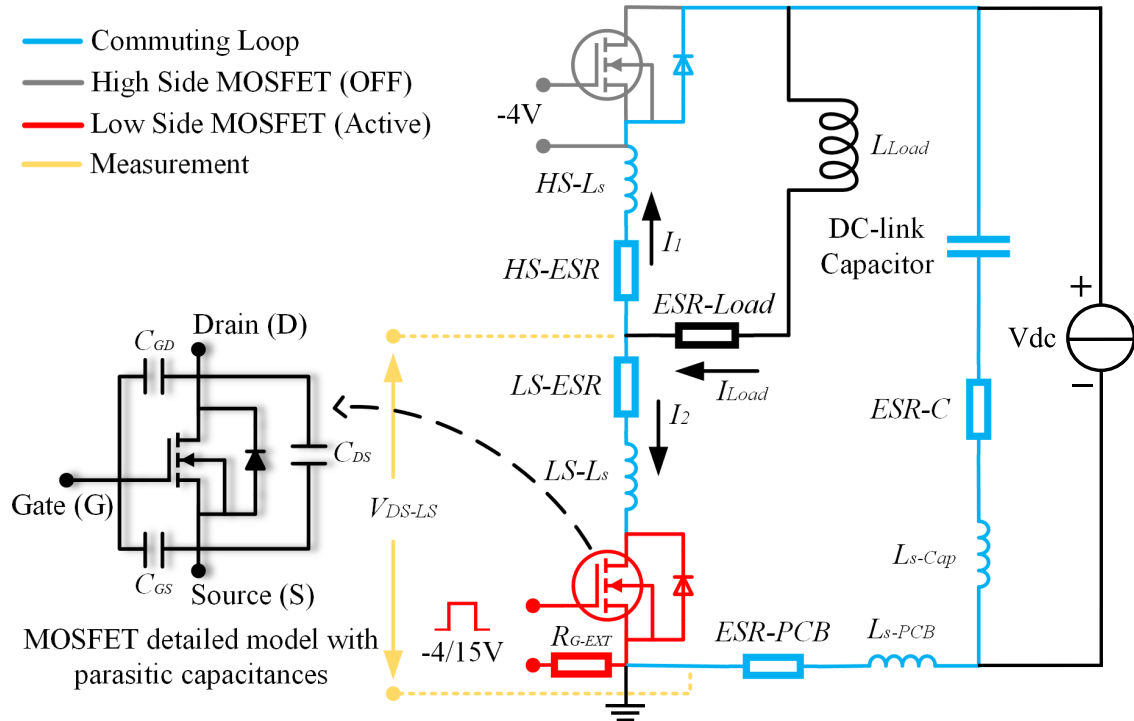 Commuting Loop
High Side MOSFET (OFF)
Low Side MOSFET (Active)
Measurement
-4V
HS-Ls
HS-ESR
I1
LLoad
DC-link
Capacitor
ESR-Load
ILoad
+
Vdc
−
LS-ESR
I2
LS-Ls
ESR-C
Ls-Cap
VDS-LS
Drain (D)
CGD
CDS
Gate (G)
CGS
Source (S)
MOSFET detailed model with
parasitic capacitances
-4/15V
RG-EXT
ESR-PCB
Ls-PCB